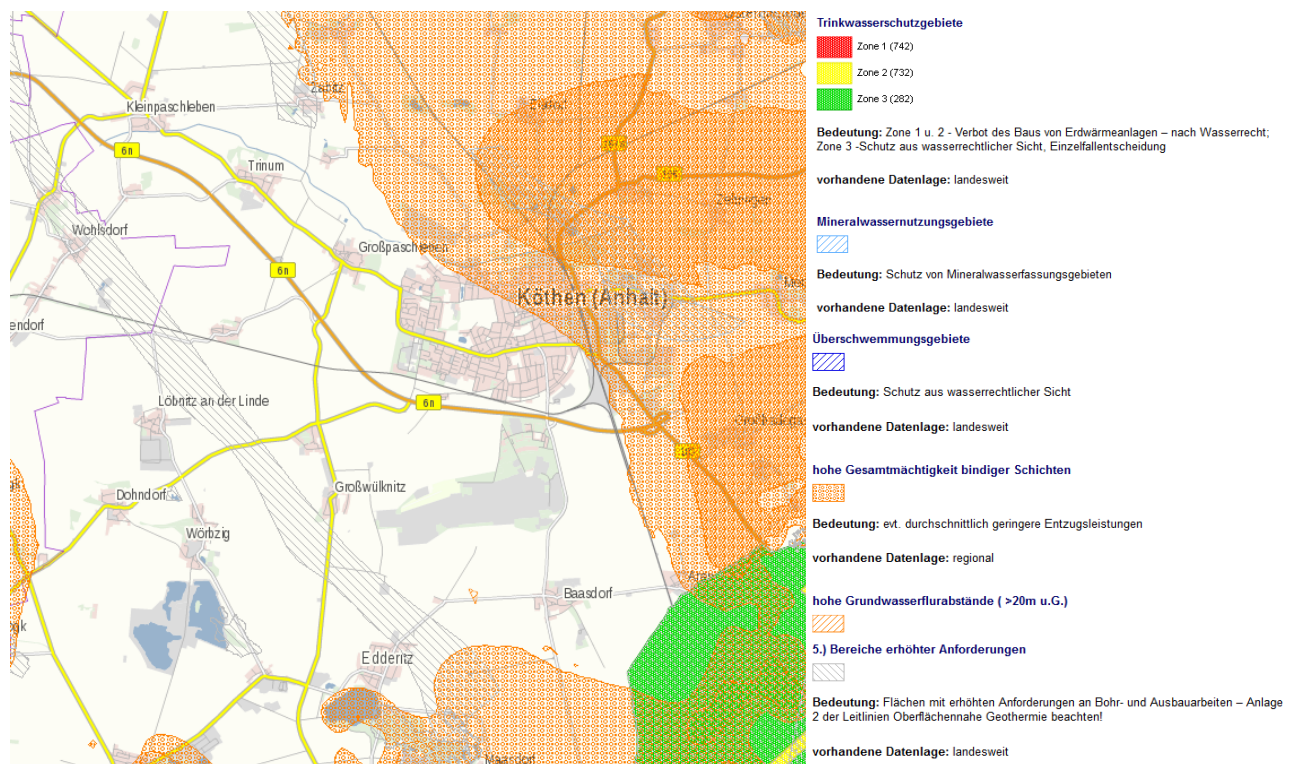 Zabitz
Kleinpaschleben
6n
Trinum
Wohlsdorf
Großpaschleben
6n
Köthen (Anhalt)
endorf
Löbnitz an der Linde
6n
Großwülknitz
Dohndorf
Wörbzig
Baasdorf
Edderitz
Maasdorf
Trinkwasserschutzgebiete
Zone 1 (742)
Zone 2 (732)
Zone 3 (282)
Bedeutung: Zone 1 u. 2 - Verbot des Baus von Erdwärmeanlagen – nach Wasserrecht;
Zone 3 -Schutz aus wasserrechtlicher Sicht, Einzelfallentscheidung
vorhandene Datenlage: landesweit
Mineralwassernutzungsgebiete
Bedeutung: Schutz von Mineralwasserfassungsgebieten
vorhandene Datenlage: landesweit
Überschwemmungsgebiete
Bedeutung: Schutz aus wasserrechtlicher Sicht
vorhandene Datenlage: landesweit
hohe Gesamtmächtigkeit bindiger Schichten
Bedeutung: evt. durchschnittlich geringere Entzugsleistungen
vorhandene Datenlage: regional
hohe Grundwasserflurabstände ( >20m u.G.)
5.) Bereiche erhöhter Anforderungen
Bedeutung: Flächen mit erhöhten Anforderungen an Bohr- und Ausbauarbeiten – Anlage
2 der Leitlinien Oberflächennahe Geothermie beachten!
vorhandene Datenlage: landesweit